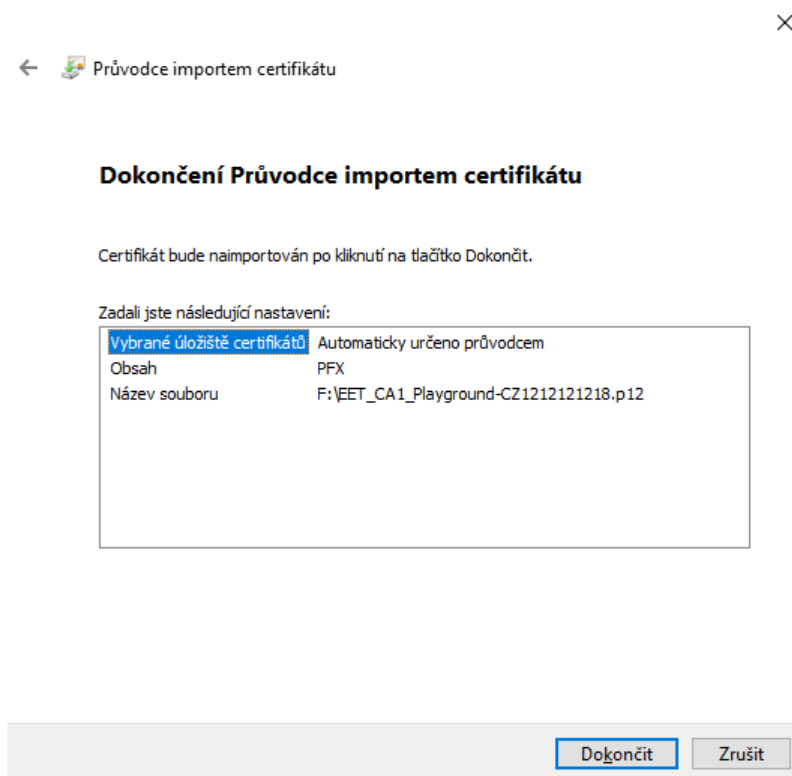 Průvodce importem certifikátu
Dokončení Průvodce importem certifikátu
Certifikát bude naimportován po kliknutí na tlačítko Dokončit.
Zadali jste následující nastavení:
Vybrané úložiště certifikátů Automaticky určeno průvodcem
Obsah PFX
Název souboru F:\EET_CA1_Playground-CZ1212121218.p12
Dokončit Zrušit